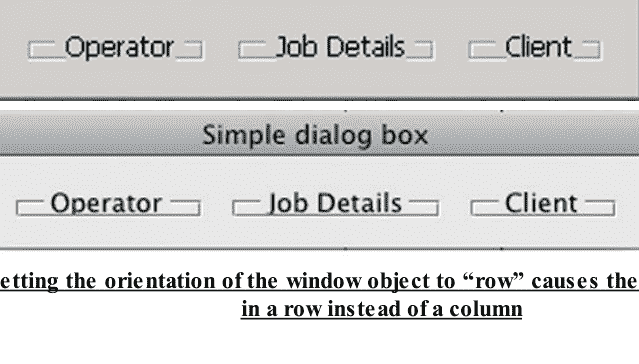 Operator Job Details Client
Simple dialog box
Operator Job Details Client
etting the orientation of the window object to “row” causes the
in a row instead of a column